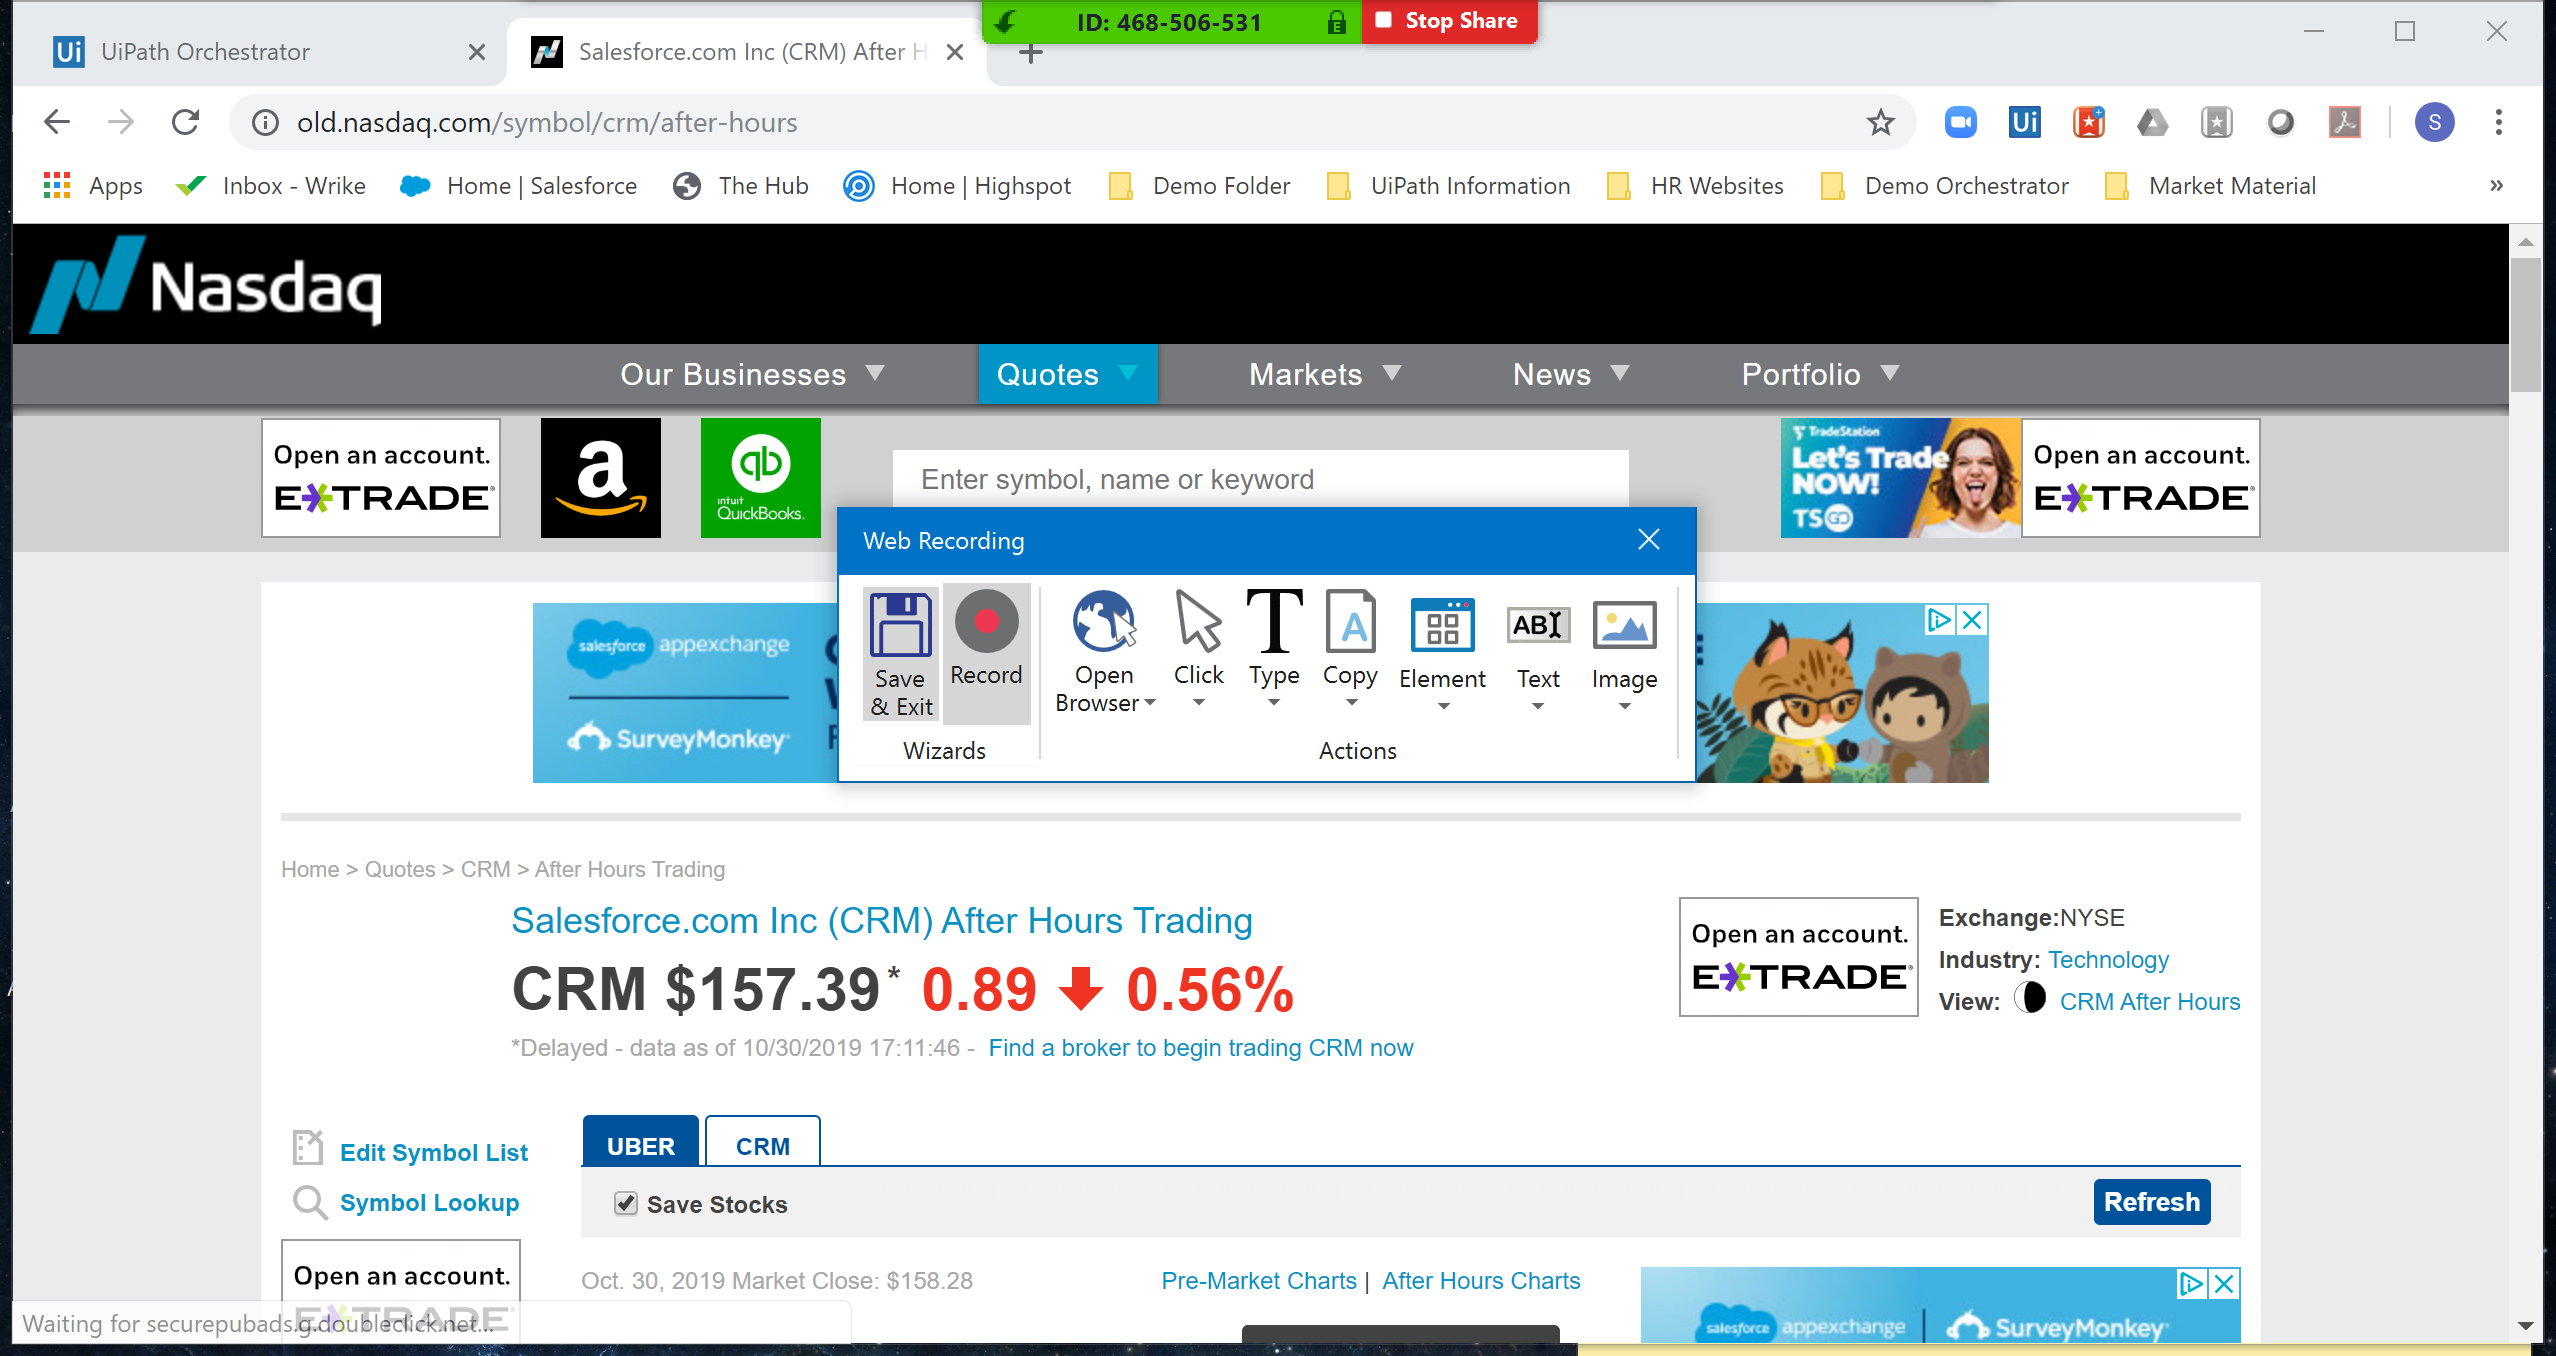 ID: 468-506-531
Stop Share
UiPath Orchestrator
Salesforce.com Inc (CRM) After H
old.nasdaq.com/symbol/crm/after-hours
S
Apps
Inbox - Wrike
Home | Salesforce
The Hub
Home | Highspot
Demo Folder
UiPath Information
HR Websites
Demo Orchestrator
Market Material
»
Nasdaq
Our Businesses
Quotes
Markets
News
Portfolio
Open an account.
E*TRADE
a
qb
intuit
QuickBooks.
Enter symbol, name or keyword
TradeStation
Let's Trade
NOW!
TS GO
Open an account.
E*TRADE
Web Recording
Save
& Exit
Record
Open
Browser
Click
Type
Copy
Element
Text
Image
Wizards
Actions
salesforce appexchange
SurveyMonkey
Home > Quotes > CRM > After Hours Trading
Salesforce.com Inc (CRM) After Hours Trading
CRM $157.39* 0.89 0.56%
*Delayed - data as of 10/30/2019 17:11:46 - Find a broker to begin trading CRM now
Open an account.
E*TRADE
Exchange:NYSE
Industry: Technology
View: CRM After Hours
Edit Symbol List
Symbol Lookup
UBER
CRM
Save Stocks
Refresh
Open an account.
E*TRADE
Oct. 30, 2019 Market Close: $158.28
Pre-Market Charts | After Hours Charts
salesforce appexchange
SurveyMonkey
Waiting for securepubads.g.doubleclick.net...